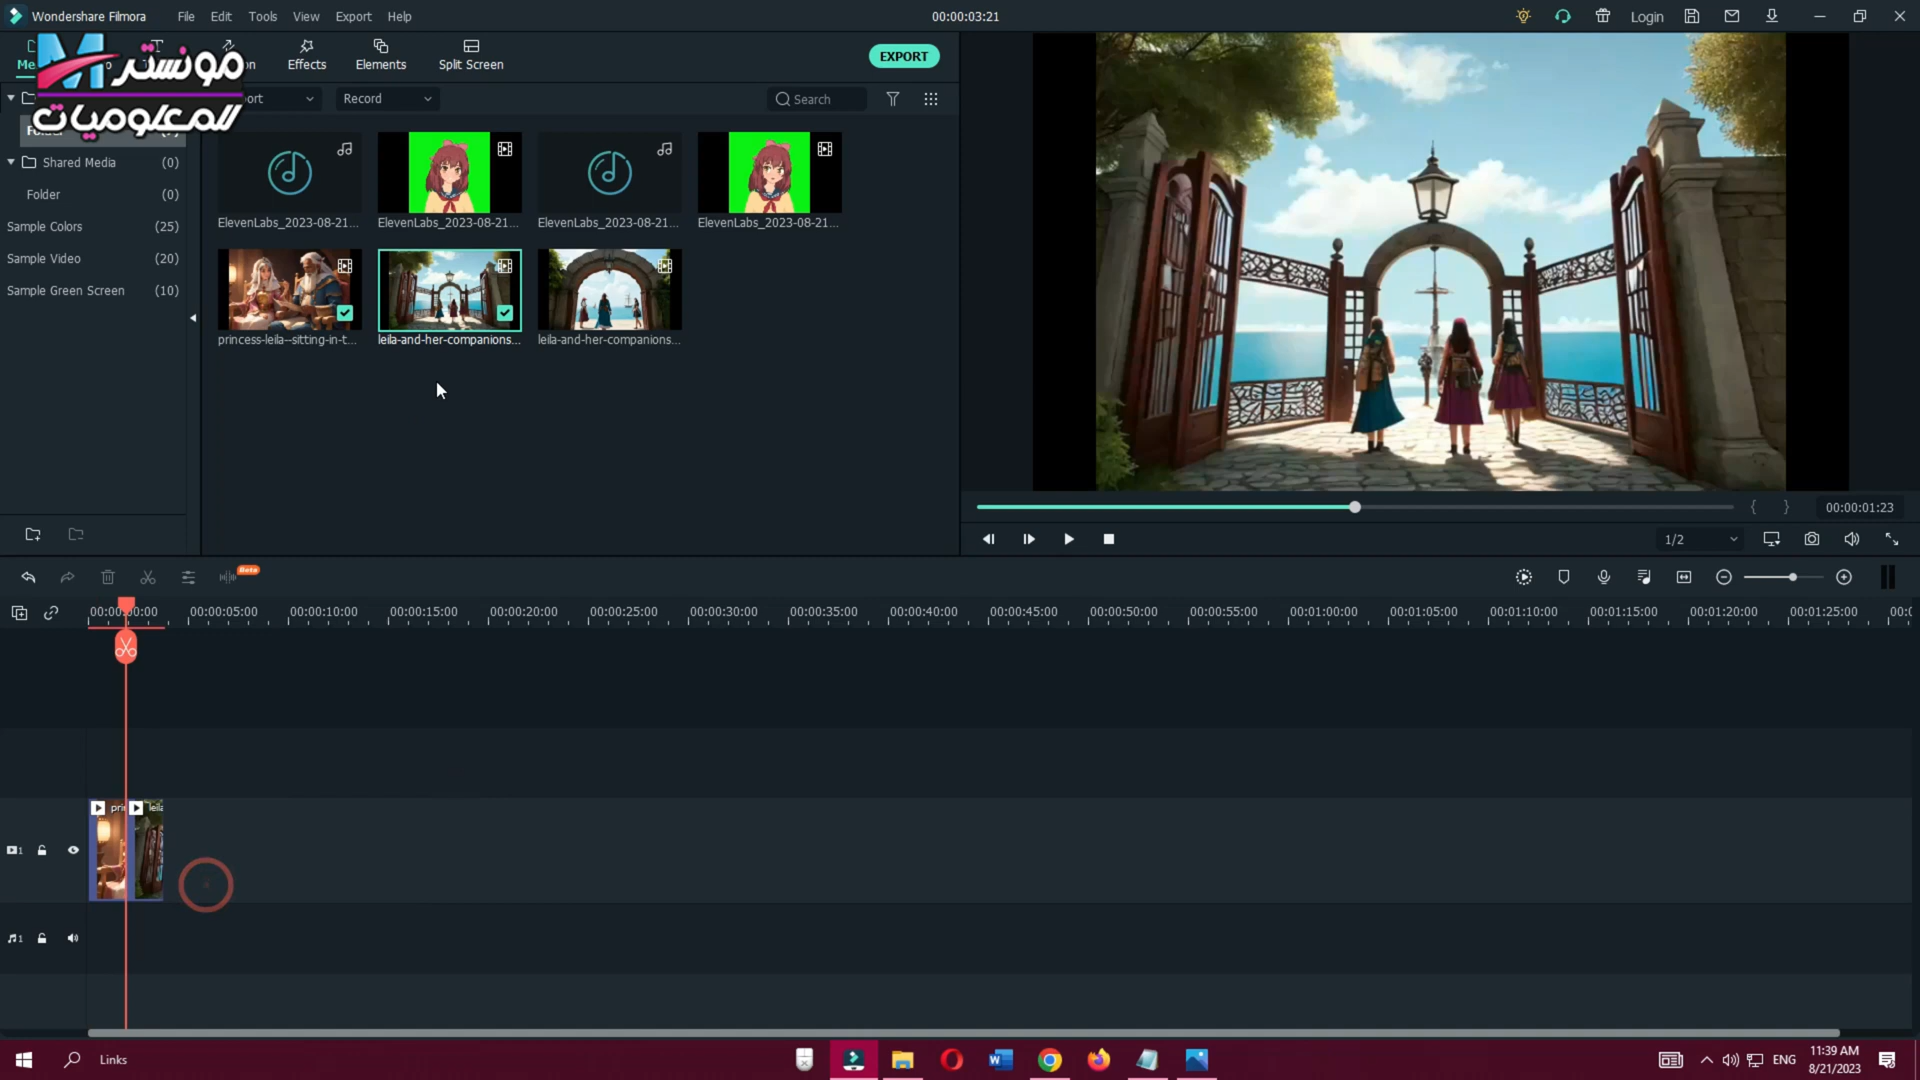 Wondershare Filmora File Edit Tools View Export Help 00:00:03:21 Login
Effects Elements Split Screen EXPORT
مونستر
للمعلوميات
Record Search
Shared Media (0)
Folder (0)
Sample Colors (25)
Sample Video (20)
Sample Green Screen (10)
ElevenLabs_2023-08-21... ElevenLabs_2023-08-21... ElevenLabs_2023-08-21... ElevenLabs_2023-08-21...
princess-leila--sitting-in-t... leila-and-her-companions... leila-and-her-companions...
00:00:01:23
1/2
Beta
00:00:05:00 00:00:10:00 00:00:15:00 00:00:20:00 00:00:25:00 00:00:30:00 00:00:35:00 00:00:40:00 00:00:45:00 00:00:50:00 00:00:55:00 00:01:00:00 00:01:05:00 00:01:10:00 00:01:15:00 00:01:20:00 00:01:25:00
1
1
Links ENG 11:39 AM
8/21/2023